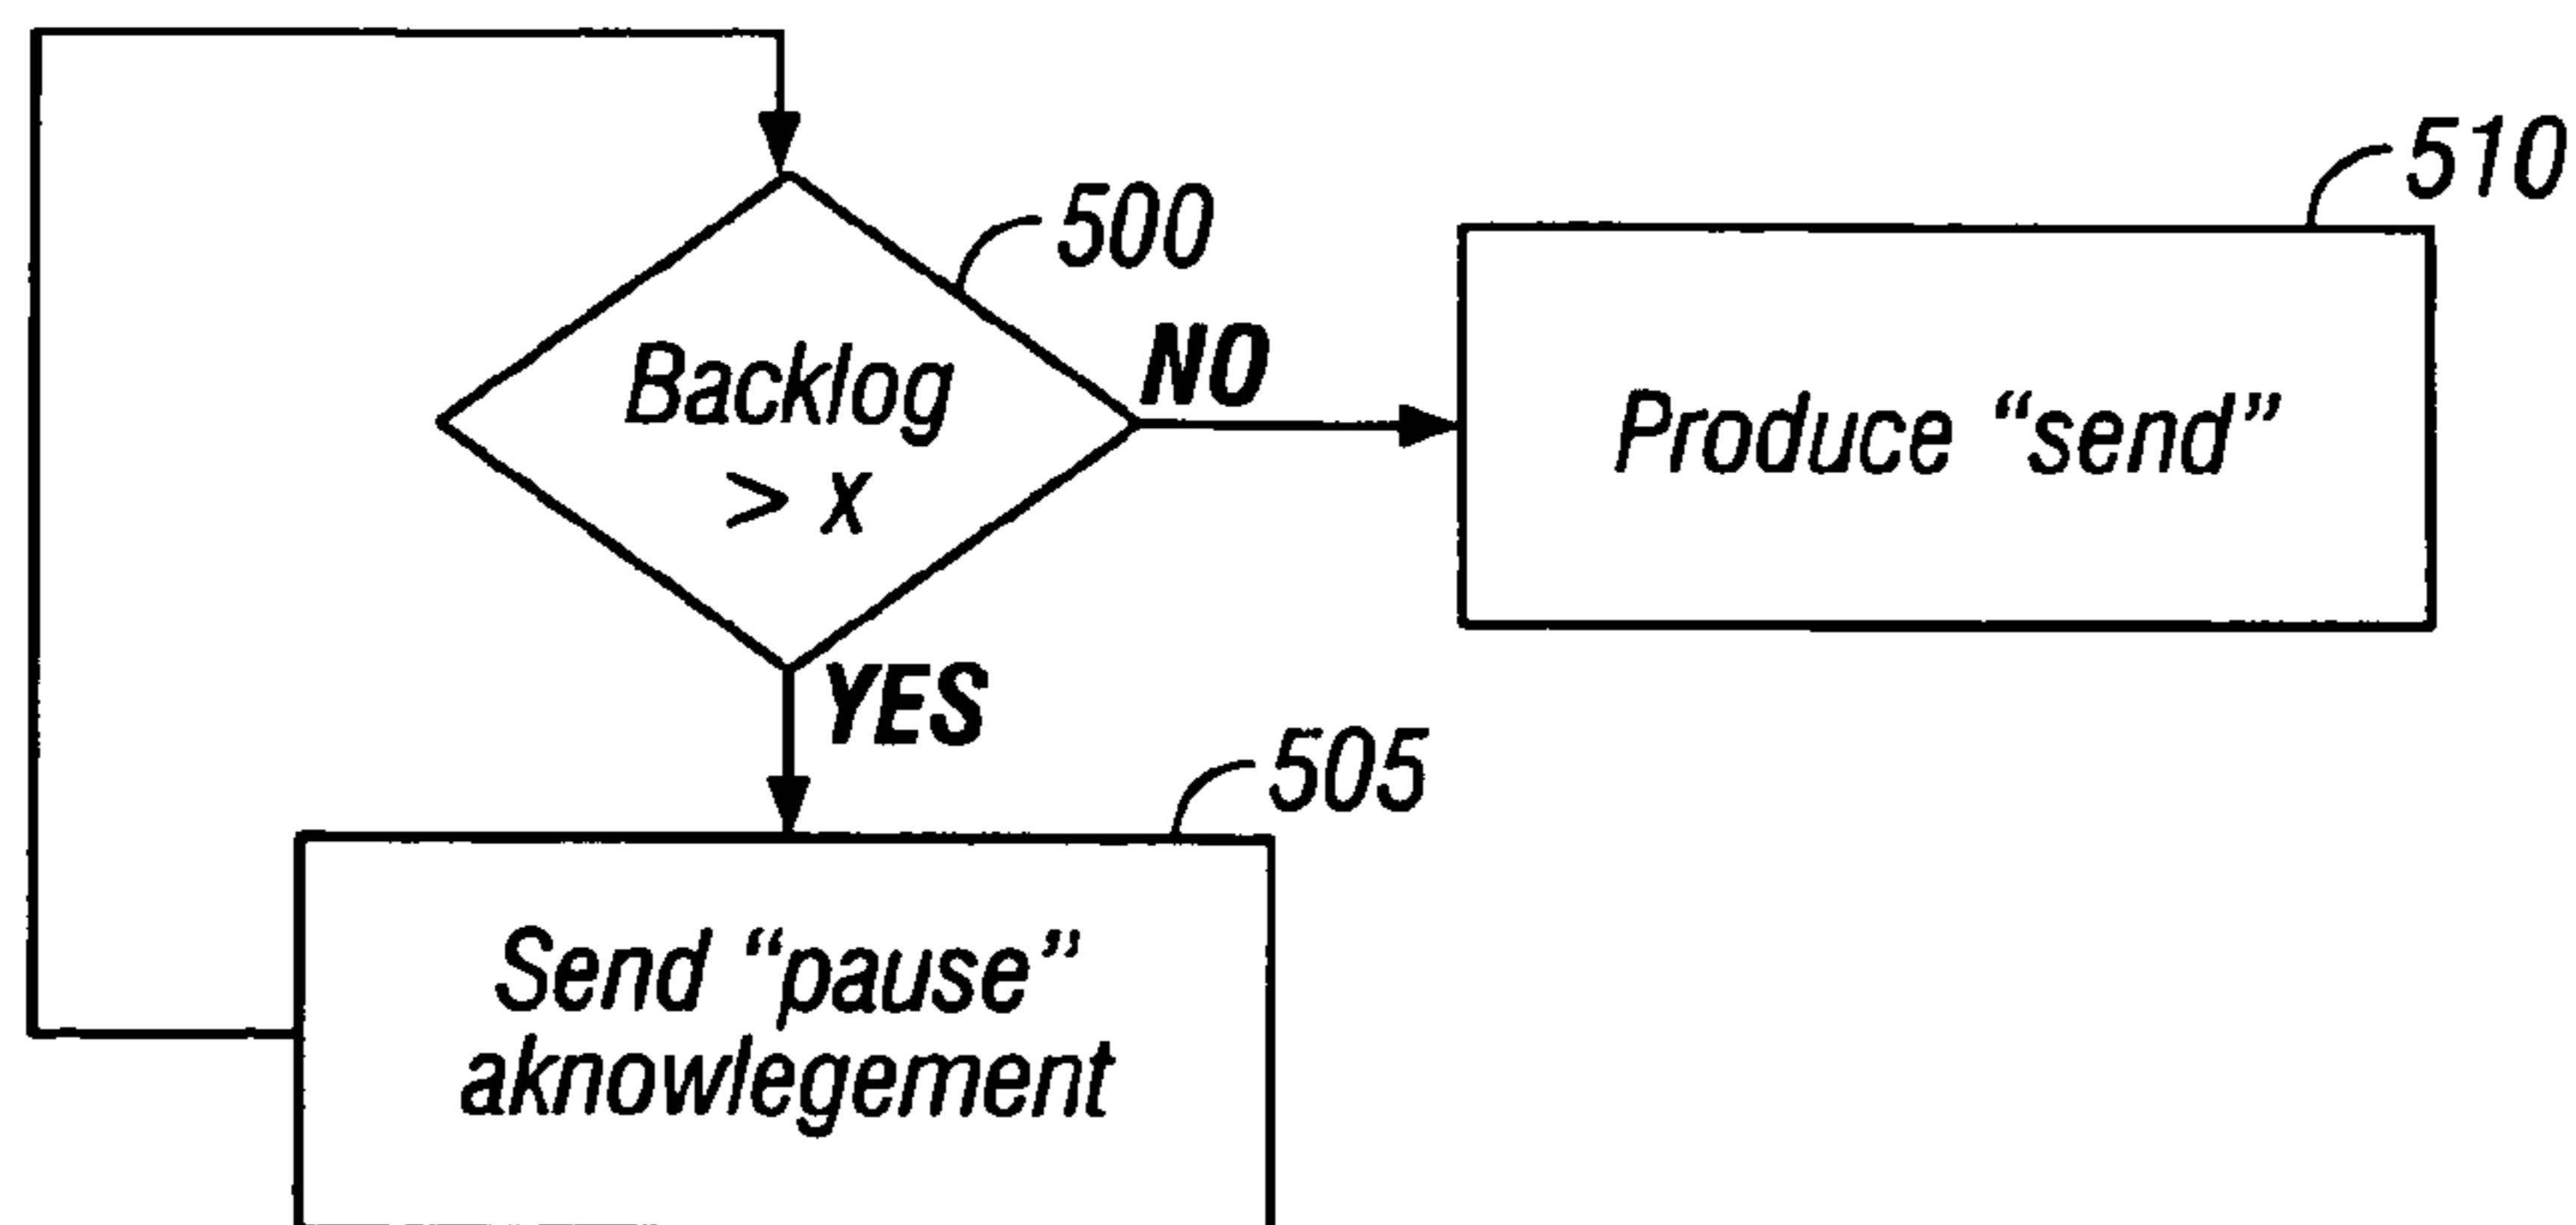 500
Backlog
> x
NO
510
Produce “send”
YES
505
Send “pause”
aknowlegement